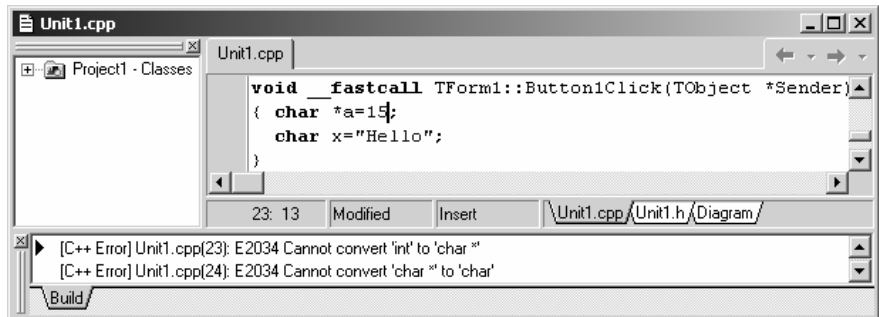 Unit1.cpp
Project1 - Classes
Unit1.cpp
void __fastcall TForm1::Button1Click(TObject *Sender)
{ char *a=15;
char x="Hello";
}
23: 13 Modified Insert Unit1.cpp Unit1.h Diagram
[C++ Error] Unit1.cpp(23): E2034 Cannot convert 'int' to 'char *'
[C++ Error] Unit1.cpp(24): E2034 Cannot convert 'char *' to 'char'
Build